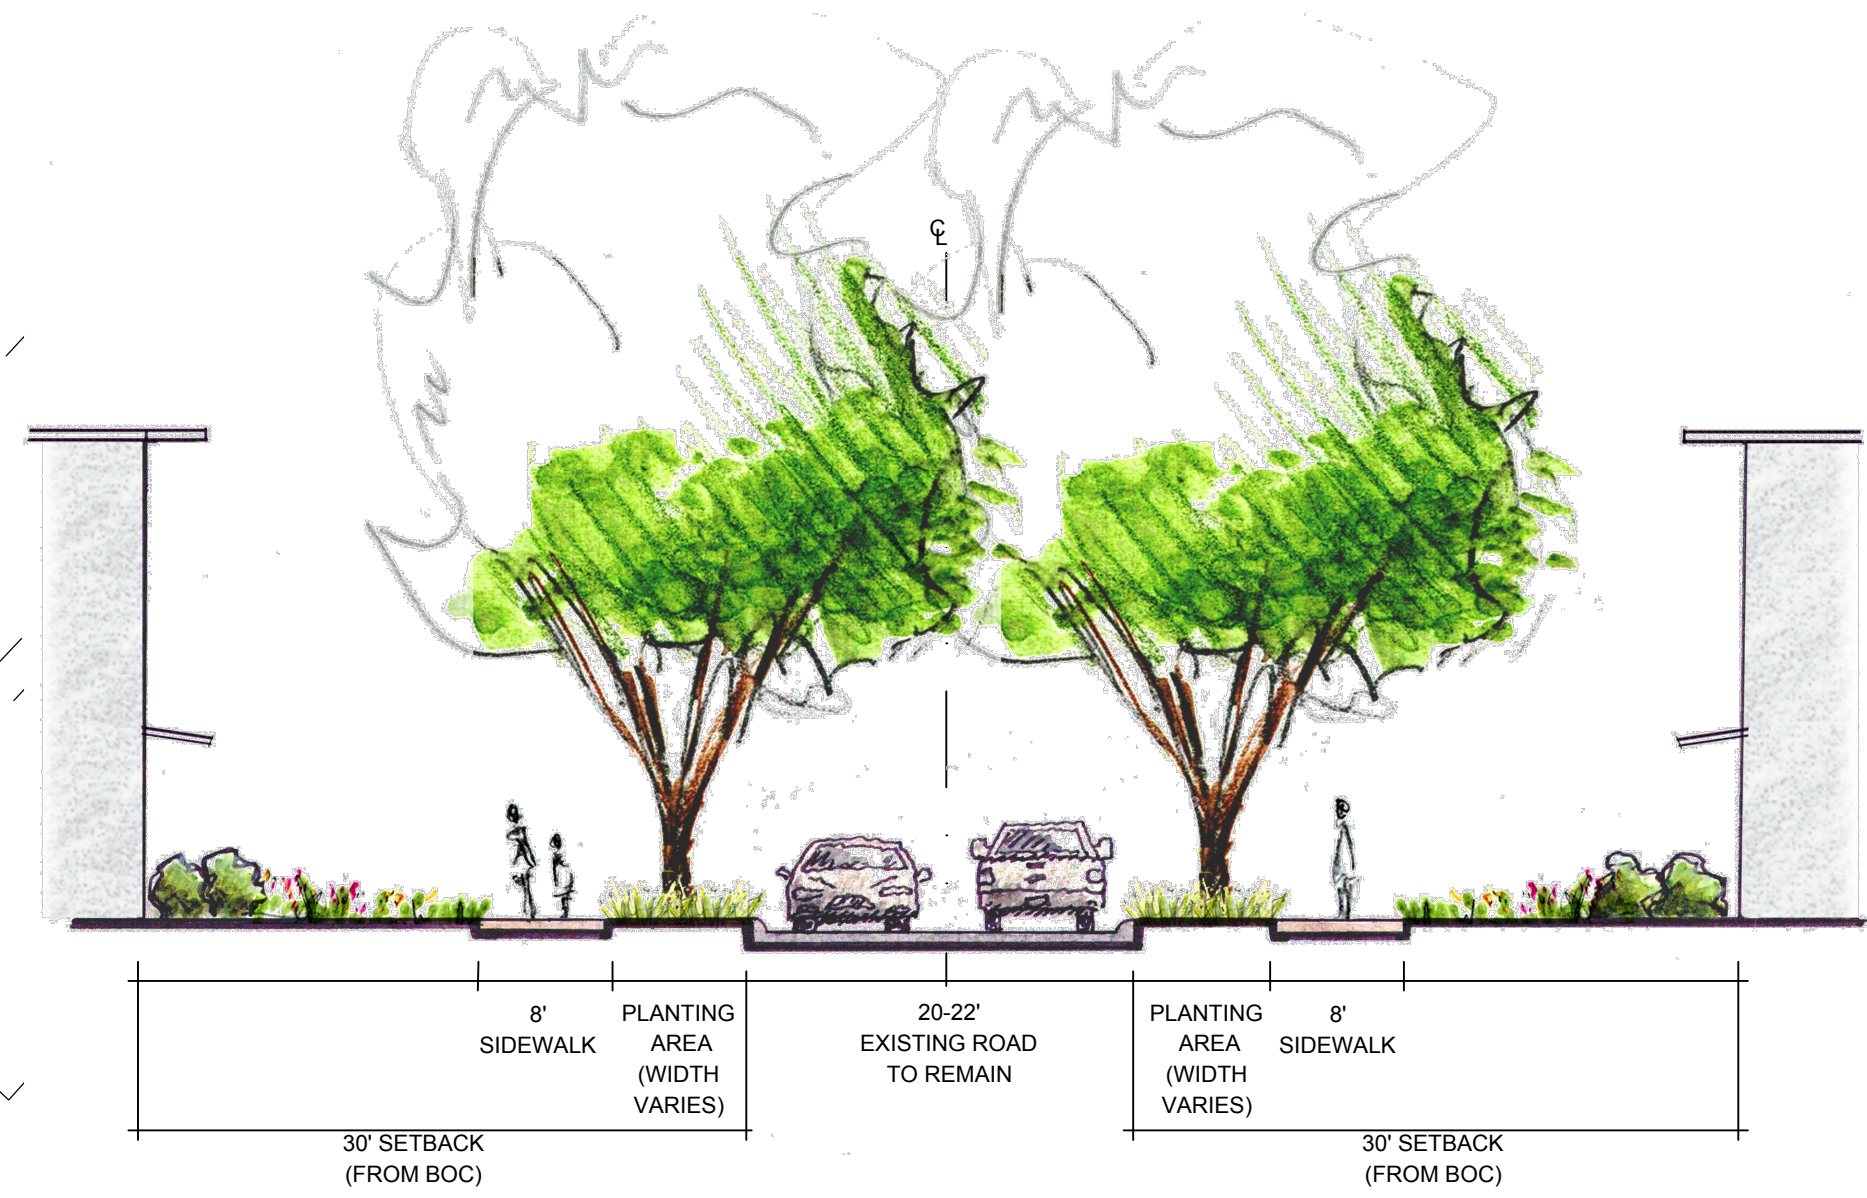 ℄
8'
SIDEWALK
PLANTING
AREA
(WIDTH
VARIES)
20-22'
EXISTING ROAD
TO REMAIN
PLANTING
AREA
(WIDTH
VARIES)
8'
SIDEWALK
30' SETBACK
(FROM BOC)
30' SETBACK
(FROM BOC)